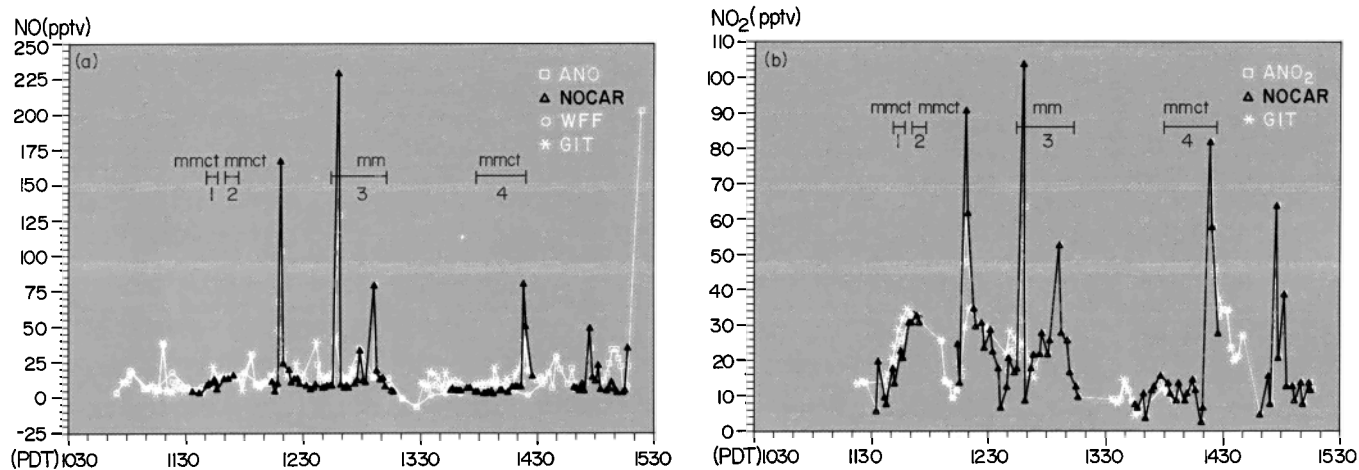 NO(pptv)
250
225
200
175
150
125
100
75
50
25
0
-25
(a)
□ ANO
▲ NOCAR
○ WFF
* GIT
mmct mmct
1 2
mm
3
mmct
4
(PDT) 1030 1130 1230 1330 1430 1530
NO₂(pptv)
110
100
90
80
70
60
50
40
30
20
10
0
(b)
□ ANO₂
▲ NOCAR
* GIT
mmct mmct
1 2
mm
3
mmct
4
(PDT) 1030 1130 1230 1330 1430 1530